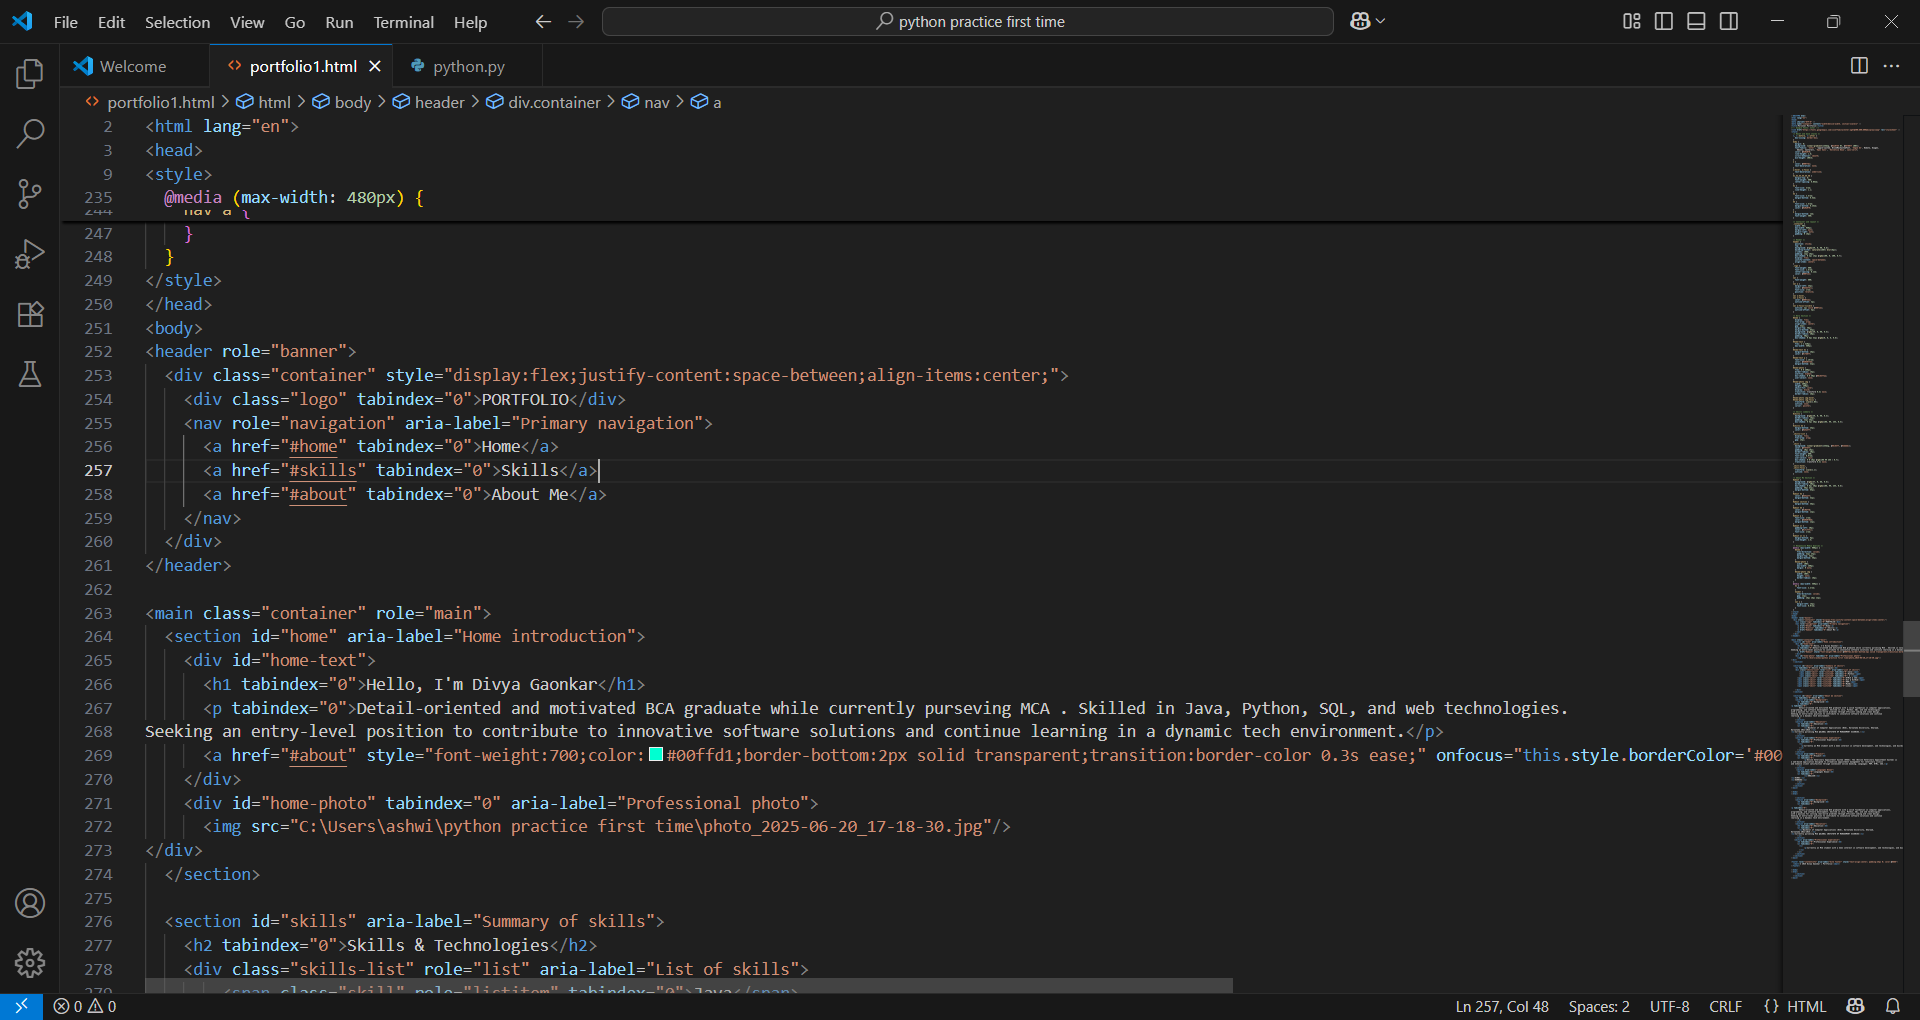 File Edit Selection View Go Run Terminal Help
python practice first time
Welcome
portfolio1.html
python.py
portfolio1.html > html > body > header > div.container > nav > a
2 <html lang="en">
3 <head>
9 <style>
235 @media (max-width: 480px) {
244 nav a {
247 }
248 }
249 </style>
250 </head>
251 <body>
252 <header role="banner">
253 <div class="container" style="display:flex;justify-content:space-between;align-items:center;">
254 <div class="logo" tabindex="0">PORTFOLIO</div>
255 <nav role="navigation" aria-label="Primary navigation">
256 <a href="#home" tabindex="0">Home</a>
257 <a href="#skills" tabindex="0">Skills</a>
258 <a href="#about" tabindex="0">About Me</a>
259 </nav>
260 </div>
261 </header>
262
263 <main class="container" role="main">
264 <section id="home" aria-label="Home introduction">
265 <div id="home-text">
266 <h1 tabindex="0">Hello, I'm Divya Gaonkar</h1>
267 <p tabindex="0">Detail-oriented and motivated BCA graduate while currently purseving MCA . Skilled in Java, Python, SQL, and web technologies.
268 Seeking an entry-level position to contribute to innovative software solutions and continue learning in a dynamic tech environment.</p>
269 <a href="#about" style="font-weight:700;color:#00ffd1;border-bottom:2px solid transparent;transition:border-color 0.3s ease;" onfocus="this.style.borderColor='#00
270 </div>
271 <div id="home-photo" tabindex="0" aria-label="Professional photo">
272 <img src="C:\Users\ashwi\python practice first time\photo_2025-06-20_17-18-30.jpg"/>
273 </div>
274 </section>
275
276 <section id="skills" aria-label="Summary of skills">
277 <h2 tabindex="0">Skills & Technologies</h2>
278 <div class="skills-list" role="list" aria-label="List of skills">
279 <span class="skill" role="listitem" tabindex="0">Java</span>
0 0
Ln 257, Col 48 Spaces: 2 UTF-8 CRLF {} HTML